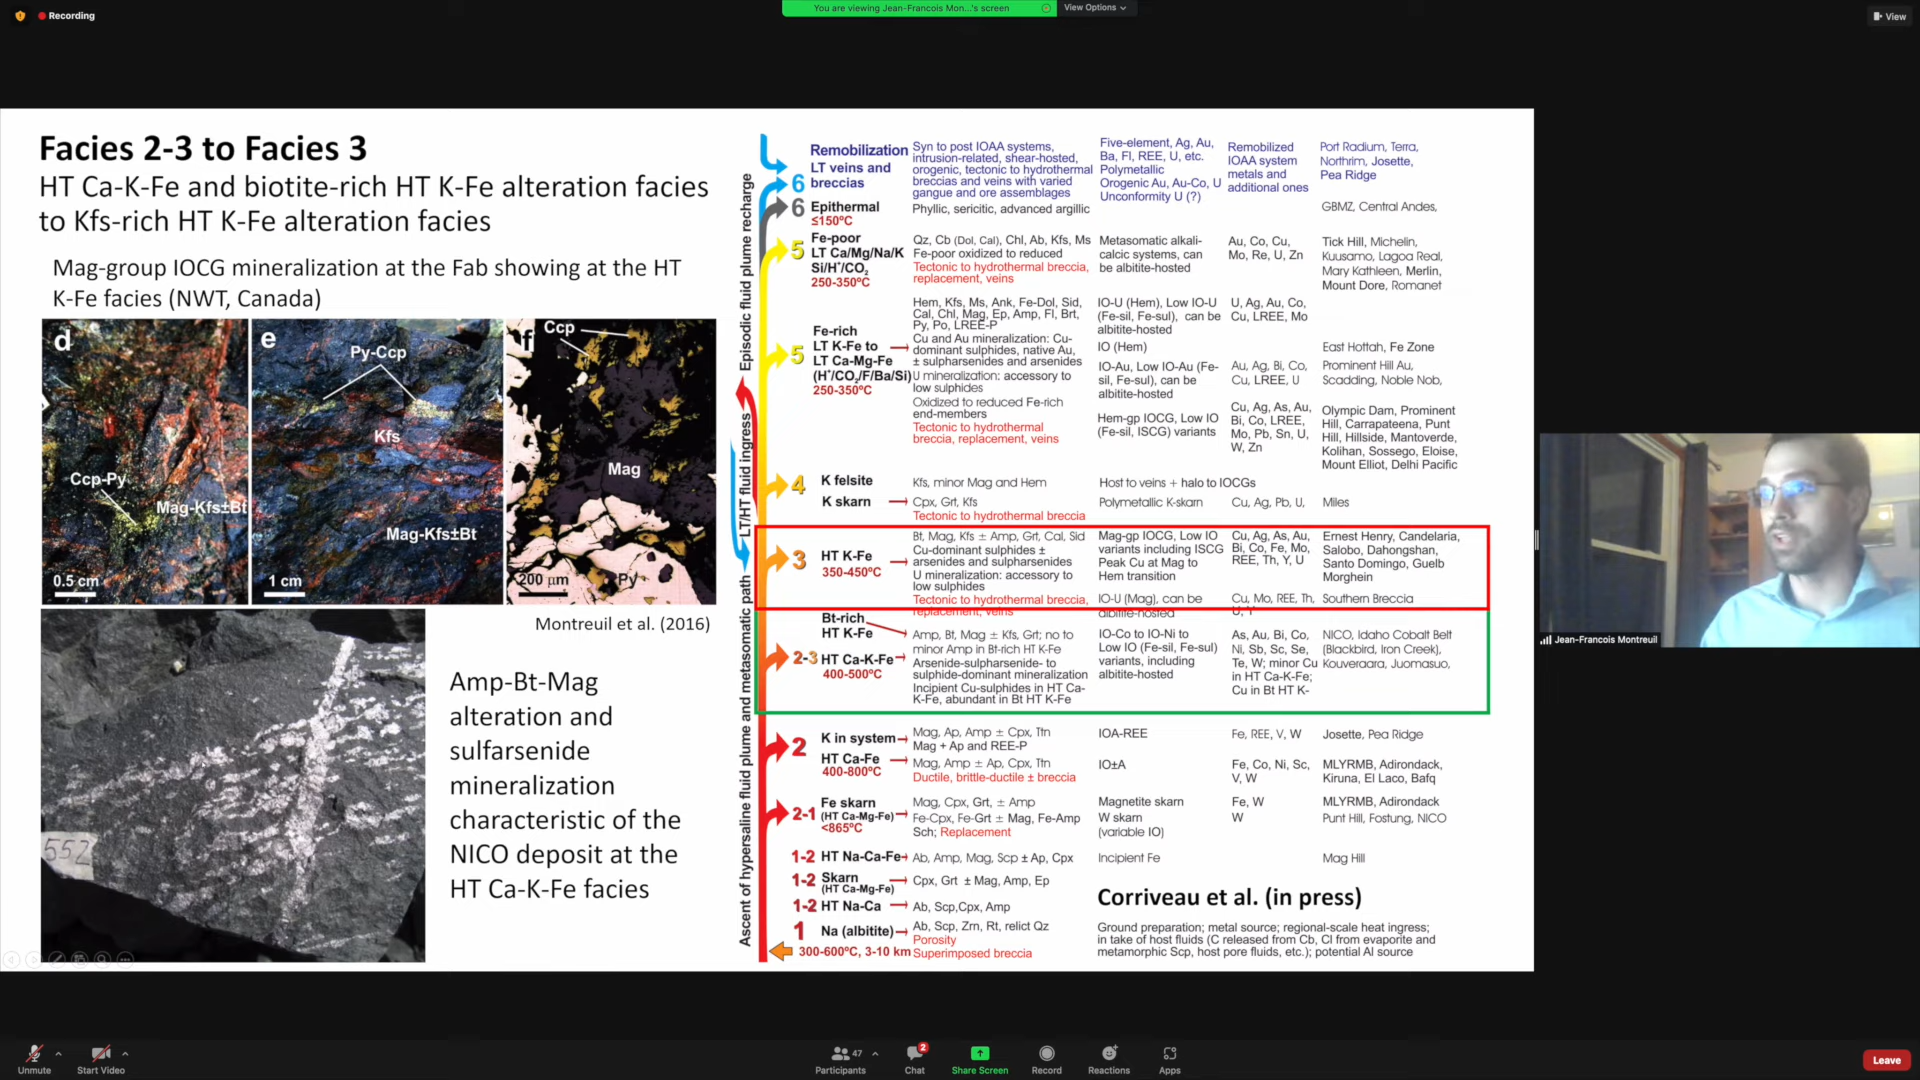 Recording
You are viewing Jean-Francois Mon...'s screen
View Options
View
Facies 2-3 to Facies 3
HT Ca-K-Fe and biotite-rich HT K-Fe alteration facies
to Kfs-rich HT K-Fe alteration facies
Mag-group IOCG mineralization at the Fab showing at the HT
K-Fe facies (NWT, Canada)
d
Ccp-Py
Mag-Kfs±Bt
0.5 cm
e
Py-Ccp
Kfs
Mag-Kfs±Bt
1 cm
f
Ccp
Mag
200 µm
Py
Montreuil et al. (2016)
552
Amp-Bt-Mag
alteration and
sulfarsenide
mineralization
characteristic of the
NICO deposit at the
HT Ca-K-Fe facies
Ascent of hypersaline fluid plume and metasomatic path
LT/HT fluid ingress
Episodic fluid plume recharge
6
Remobilization
LT veins and
breccias
Syn to post IOAA systems,
intrusion-related, shear-hosted,
orogenic, tectonic to hydrothermal
breccias and veins with varied
gangue and ore assemblages
Five-element, Ag, Au,
Ba, Fl, REE, U, etc.
Polymetallic
Orogenic Au, Au-Co, U
Unconformity U (?)
Remobilized
IOAA system
metals and
additional ones
Port Radium, Terra,
Northrim, Josette,
Pea Ridge
6 Epithermal
≤150ºC
Phyllic, sericitic, advanced argillic
GBMZ, Central Andes,
5
Fe-poor
LT Ca/Mg/Na/K
Si/H⁺/CO₂
250-350ºC
Qz, Cb (Dol, Cal), Chl, Ab, Kfs, Ms
Fe-poor oxidized to reduced
Tectonic to hydrothermal breccia,
replacement, veins
Metasomatic alkali-
calcic systems, can
be albitite-hosted
Au, Co, Cu,
Mo, Re, U, Zn
Tick Hill, Michelin,
Kuusamo, Lagoa Real,
Mary Kathleen, Merlin,
Mount Dore, Romanet
5
Fe-rich
LT K-Fe to
LT Ca-Mg-Fe
(H⁺/CO₂/F/Ba/Si)
250-350ºC
Hem, Kfs, Ms, Ank, Fe-Dol, Sid,
Cal, Chl, Mag, Ep, Amp, Fl, Brt,
Py, Po, LREE-P
Cu and Au mineralization: Cu-
dominant sulphides, native Au,
± sulpharsenides and arsenides
U mineralization: accessory to
low sulphides
Oxidized to reduced Fe-rich
end-members
Tectonic to hydrothermal
breccia, replacement, veins
IO-U (Hem), Low IO-U
(Fe-sil, Fe-sul), can be
albitite-hosted
U, Ag, Au, Co,
Cu, LREE, Mo
IO (Hem)
East Hottah, Fe Zone
IO-Au, Low IO-Au (Fe-
sil, Fe-sul), can be
albitite-hosted
Au, Ag, Bi, Co,
Cu, LREE, U
Prominent Hill Au,
Scadding, Noble Nob,
Hem-gp IOCG, Low IO
(Fe-sil, ISCG) variants
Cu, Ag, As, Au,
Bi, Co, LREE,
Mo, Pb, Sn, U,
W, Zn
Olympic Dam, Prominent
Hill, Carrapateena, Punt
Hill, Hillside, Mantoverde,
Kolihan, Sossego, Eloise,
Mount Elliot, Delhi Pacific
4 K felsite
Kfs, minor Mag and Hem
Host to veins + halo to IOCGs
K skarn
Cpx, Grt, Kfs
Tectonic to hydrothermal breccia
Polymetallic K-skarn
Cu, Ag, Pb, U,
Miles
3 HT K-Fe
350-450ºC
Bt, Mag, Kfs ± Amp, Grt, Cal, Sid
Cu-dominant sulphides ±
arsenides and sulpharsenides
U mineralization: accessory to
low sulphides
Tectonic to hydrothermal breccia,
replacement, veins
Mag-gp IOCG, Low IO
variants including ISCG
Peak Cu at Mag to
Hem transition
Cu, Ag, As, Au,
Bi, Co, Fe, Mo,
REE, Th, Y, U
Ernest Henry, Candelaria,
Salobo, Dahongshan,
Santo Domingo, Guelb
Morghein
IO-U (Mag), can be
albitite-hosted
Cu, Mo, REE, Th,
U, Y
Southern Breccia
Bt-rich
HT K-Fe
2-3 HT Ca-K-Fe
400-500ºC
Amp, Bt, Mag ± Kfs, Grt; no to
minor Amp in Bt-rich HT K-Fe
Arsenide-sulpharsenide- to
sulphide-dominant mineralization
Incipient Cu-sulphides in HT Ca-
K-Fe, abundant in Bt HT K-Fe
IO-Co to IO-Ni to
Low IO (Fe-sil, Fe-sul)
variants, including
albitite-hosted
As, Au, Bi, Co,
Ni, Sb, Sc, Se,
Te, W; minor Cu
in HT Ca-K-Fe;
Cu in Bt HT K-
NICO, Idaho Cobalt Belt
(Blackbird, Iron Creek),
Kouveraara, Juomasuo,
2
K in system
Mag, Ap, Amp ± Cpx, Ttn
Mag + Ap and REE-P
IOA-REE
Fe, REE, V, W
Josette, Pea Ridge
HT Ca-Fe
400-800ºC
Mag, Amp ± Ap, Cpx, Ttn
Ductile, brittle-ductile ± breccia
IO±A
Fe, Co, Ni, Sc,
V, W
MLYRMB, Adirondack,
Kiruna, El Laco, Bafq
2-1
Fe skarn
(HT Ca-Mg-Fe)
<865ºC
Mag, Cpx, Grt, ± Amp
Fe-Cpx, Fe-Grt ± Mag, Fe-Amp
Sch; Replacement
Magnetite skarn
W skarn
(variable IO)
Fe, W
W
MLYRMB, Adirondack
Punt Hill, Fostung, NICO
1-2 HT Na-Ca-Fe
Ab, Amp, Mag, Scp ± Ap, Cpx
Incipient Fe
Mag Hill
1-2 Skarn
(HT Ca-Mg-Fe)
Cpx, Grt ± Mag, Amp, Ep
1-2 HT Na-Ca
Ab, Scp,Cpx, Amp
1 Na (albitite)
Ab, Scp, Zrn, Rt, relict Qz
Porosity
300-600ºC, 3-10 km
Superimposed breccia
Corriveau et al. (in press)
Ground preparation; metal source; regional-scale heat ingress;
in take of host fluids (C released from Cb, Cl from evaporite and
metamorphic Scp, host pore fluids, etc.); potential Al source
Jean-Francois Montreuil
Unmute
Start Video
47
Participants
2
Chat
Share Screen
Record
Reactions
Apps
Leave